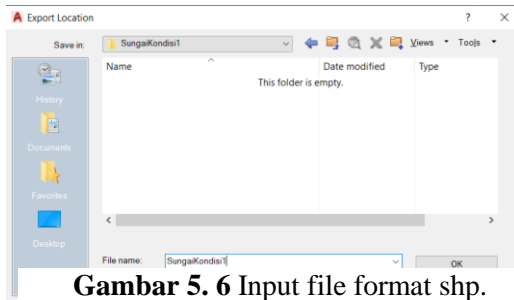 Export Location ? ×
Save in: SungaiKondisi1 Views Tools
Name Date modified Type
This folder is empty.
History
Documents
Favorites
Desktop
File name: SungaiKondisi1 OK
Gambar 5. 6 Input file format shp.